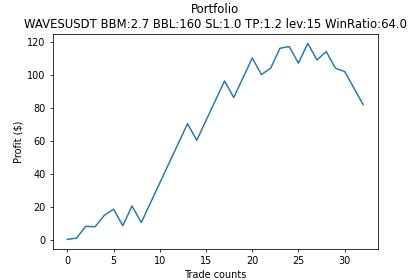 Portfolio
WAVESUSDT BBM:2.7 BBL:160 SL:1.0 TP:1.2 lev:15 WinRatio:64.0
120
100
80
60
40
20
0
Profit ($)
0 5 10 15 20 25 30
Trade counts